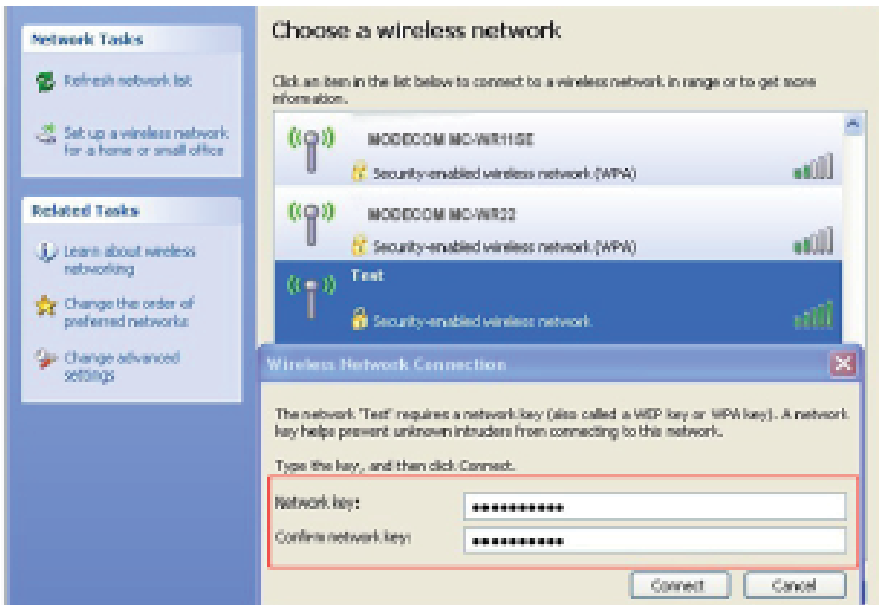 Network Tasks
Refresh network list
Set up a wireless network
for a home or small office
Related Tasks
Learn about wireless
networking
Change the order of
preferred networks
Change advanced
settings
Choose a wireless network
Click an item in the list below to connect to a wireless network in range or to get more
information.
MODECOM MC-WR11SE
Security-enabled wireless network (WPA)
MODECOM MC-WR22
Security-enabled wireless network (WPA)
Test
Security-enabled wireless network
Wireless Network Connection
The network 'Test' requires a network key (also called a WEP key or WPA key). A network
key helps prevent unknown intruders from connecting to this network.
Type the key, and then click Connect.
Network key: ••••••••••
Confirm network key: ••••••••••
Connect Cancel